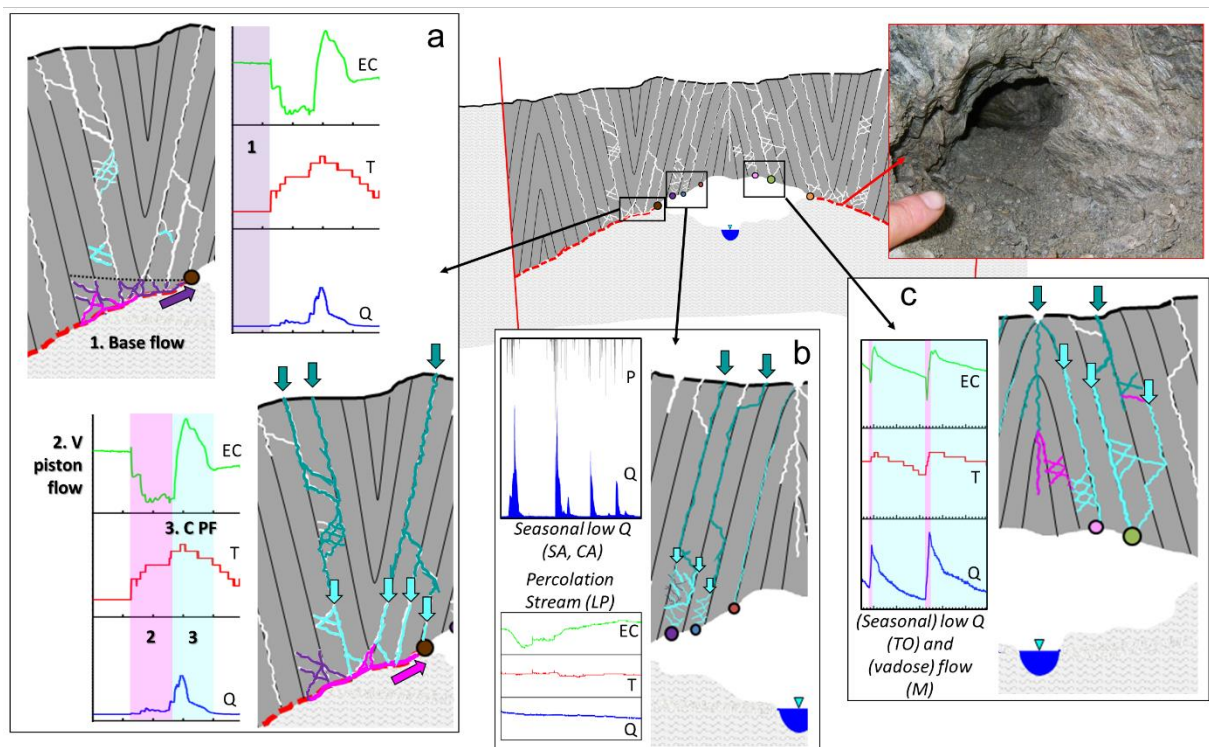 a
EC
1
T
Q
1. Base flow
2. V
piston
flow
EC
3. C PF
T
2
3
Q
b
P
Q
Seasonal low Q
(SA, CA)
Percolation
Stream (LP)
EC
T
Q
c
EC
T
Q
(Seasonal) low Q
(TO) and
(vadose) flow
(M)